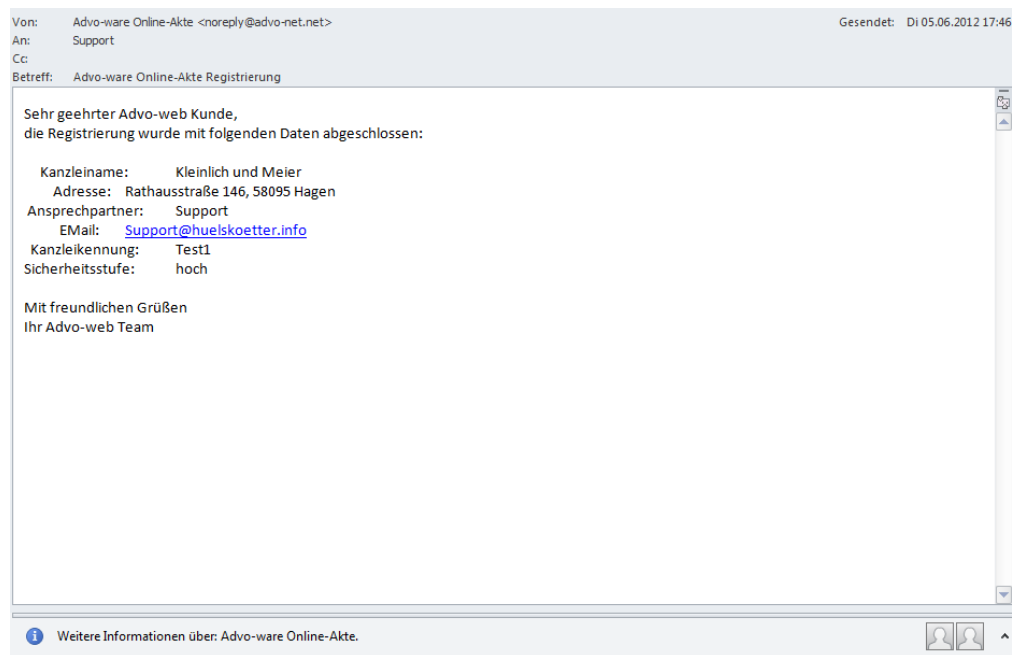 Von: Advo-ware Online-Akte <noreply@advo-net.net> Gesendet: Di 05.06.2012 17:46
An: Support
Cc:
Betreff: Advo-ware Online-Akte Registrierung
Sehr geehrter Advo-web Kunde,
die Registrierung wurde mit folgenden Daten abgeschlossen:
Kanzleiname: Kleinlich und Meier
Adresse: Rathausstraße 146, 58095 Hagen
Ansprechpartner: Support
EMail: Support@huelskoetter.info
Kanzleikennung: Test1
Sicherheitsstufe: hoch
Mit freundlichen Grüßen
Ihr Advo-web Team
Weitere Informationen über: Advo-ware Online-Akte.